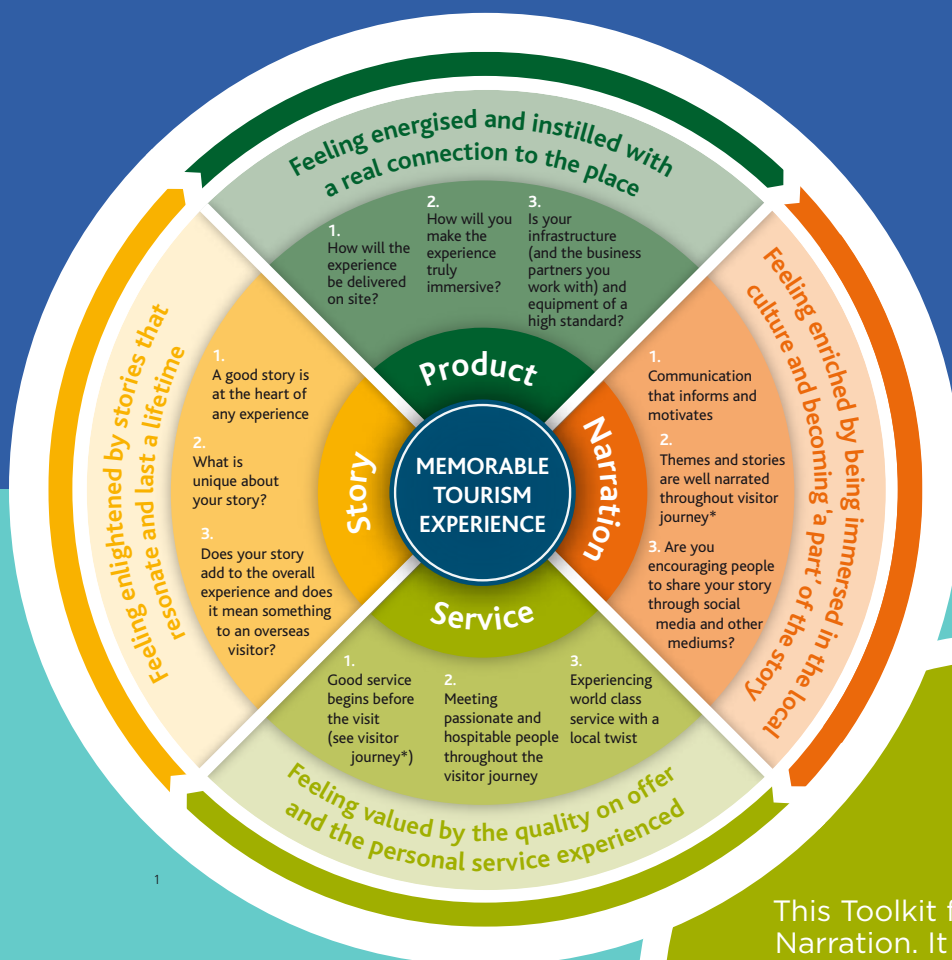 Feeling energised and instilled with
a real connection to the place
1.
How will the
experience
be delivered
on site?
2.
How will you
make the
experience
truly
immersive?
3.
Is your
infrastructure
(and the business
partners you
work with) and
equipment of a
high standard?
Product
Feeling enriched by being immersed in the local
culture and becoming 'a part' of the story
1.
Communication
that informs and
motivates
2.
Themes and stories
are well narrated
throughout visitor
journey*
3. Are you
encouraging people
to share your story
through social
media and other
mediums?
Narration
MEMORABLE
TOURISM
EXPERIENCE
Service
1.
Good service
begins before
the visit
(see visitor
journey*)
2.
Meeting
passionate and
hospitable people
throughout the
visitor journey
3.
Experiencing
world class
service with a
local twist
Feeling valued by the quality on offer
and the personal service experienced
Story
1.
A good story is
at the heart of
any experience
2.
What is
unique about
your story?
3.
Does your story
add to the overall
experience and does
it mean something
to an overseas
visitor?
Feeling enlightened by stories that
resonate and last a lifetime
1
This Toolkit f
Narration. It